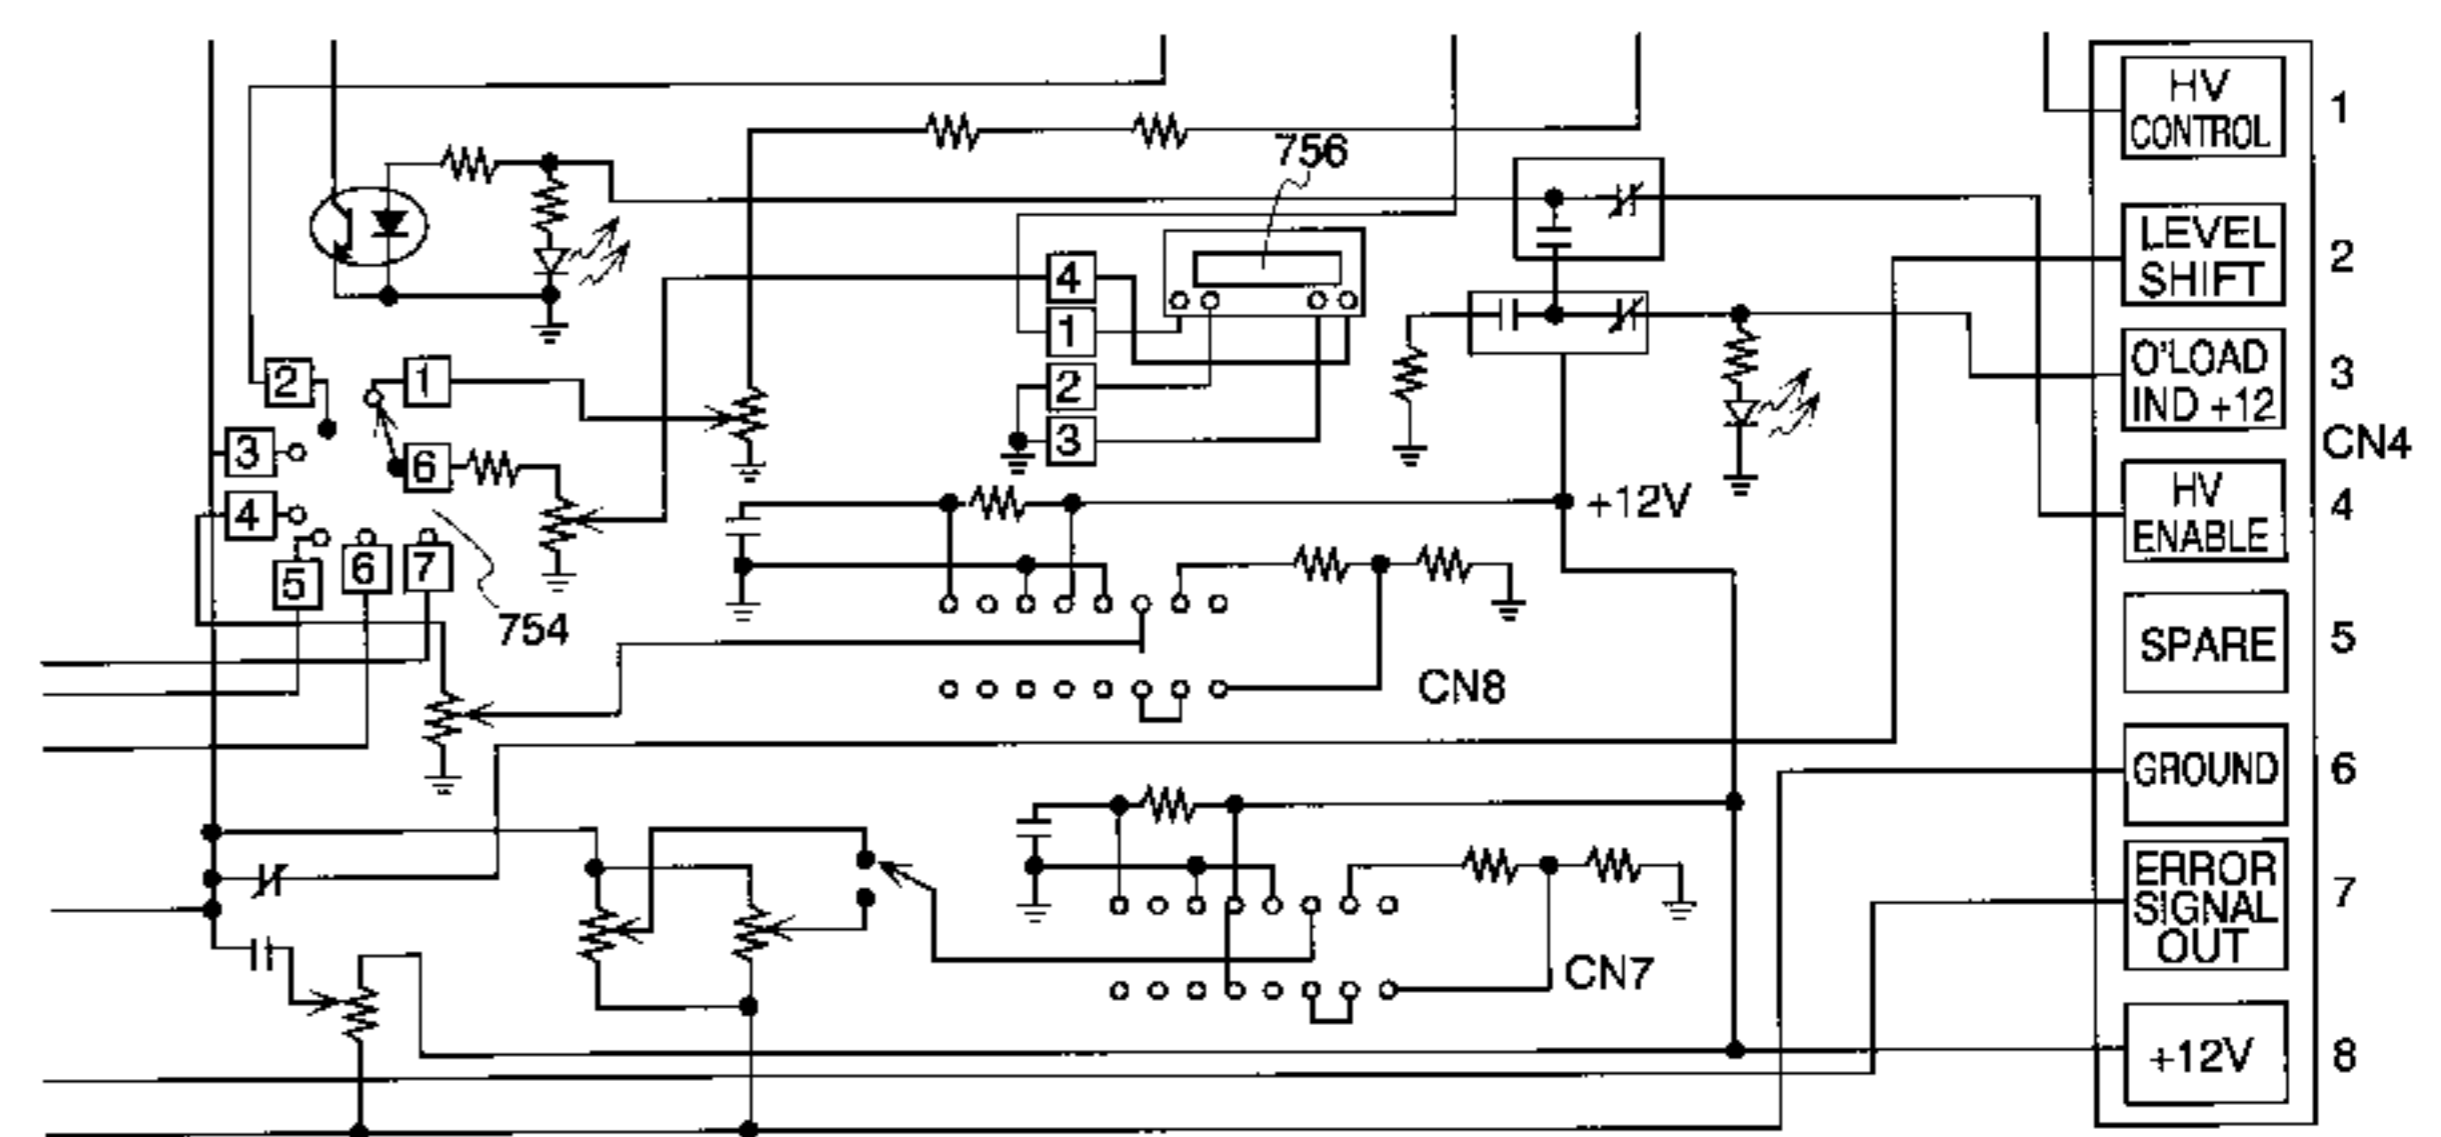 HV
CONTROL
1
756
LEVEL
SHIFT
2
4
1
2
3
O'LOAD
IND +12
3
CN4
2
1
3
6
4
5
6
7
754
+12V
HV
ENABLE
4
SPARE
5
CN8
GROUND
6
ERROR
SIGNAL
OUT
7
CN7
+12V
8